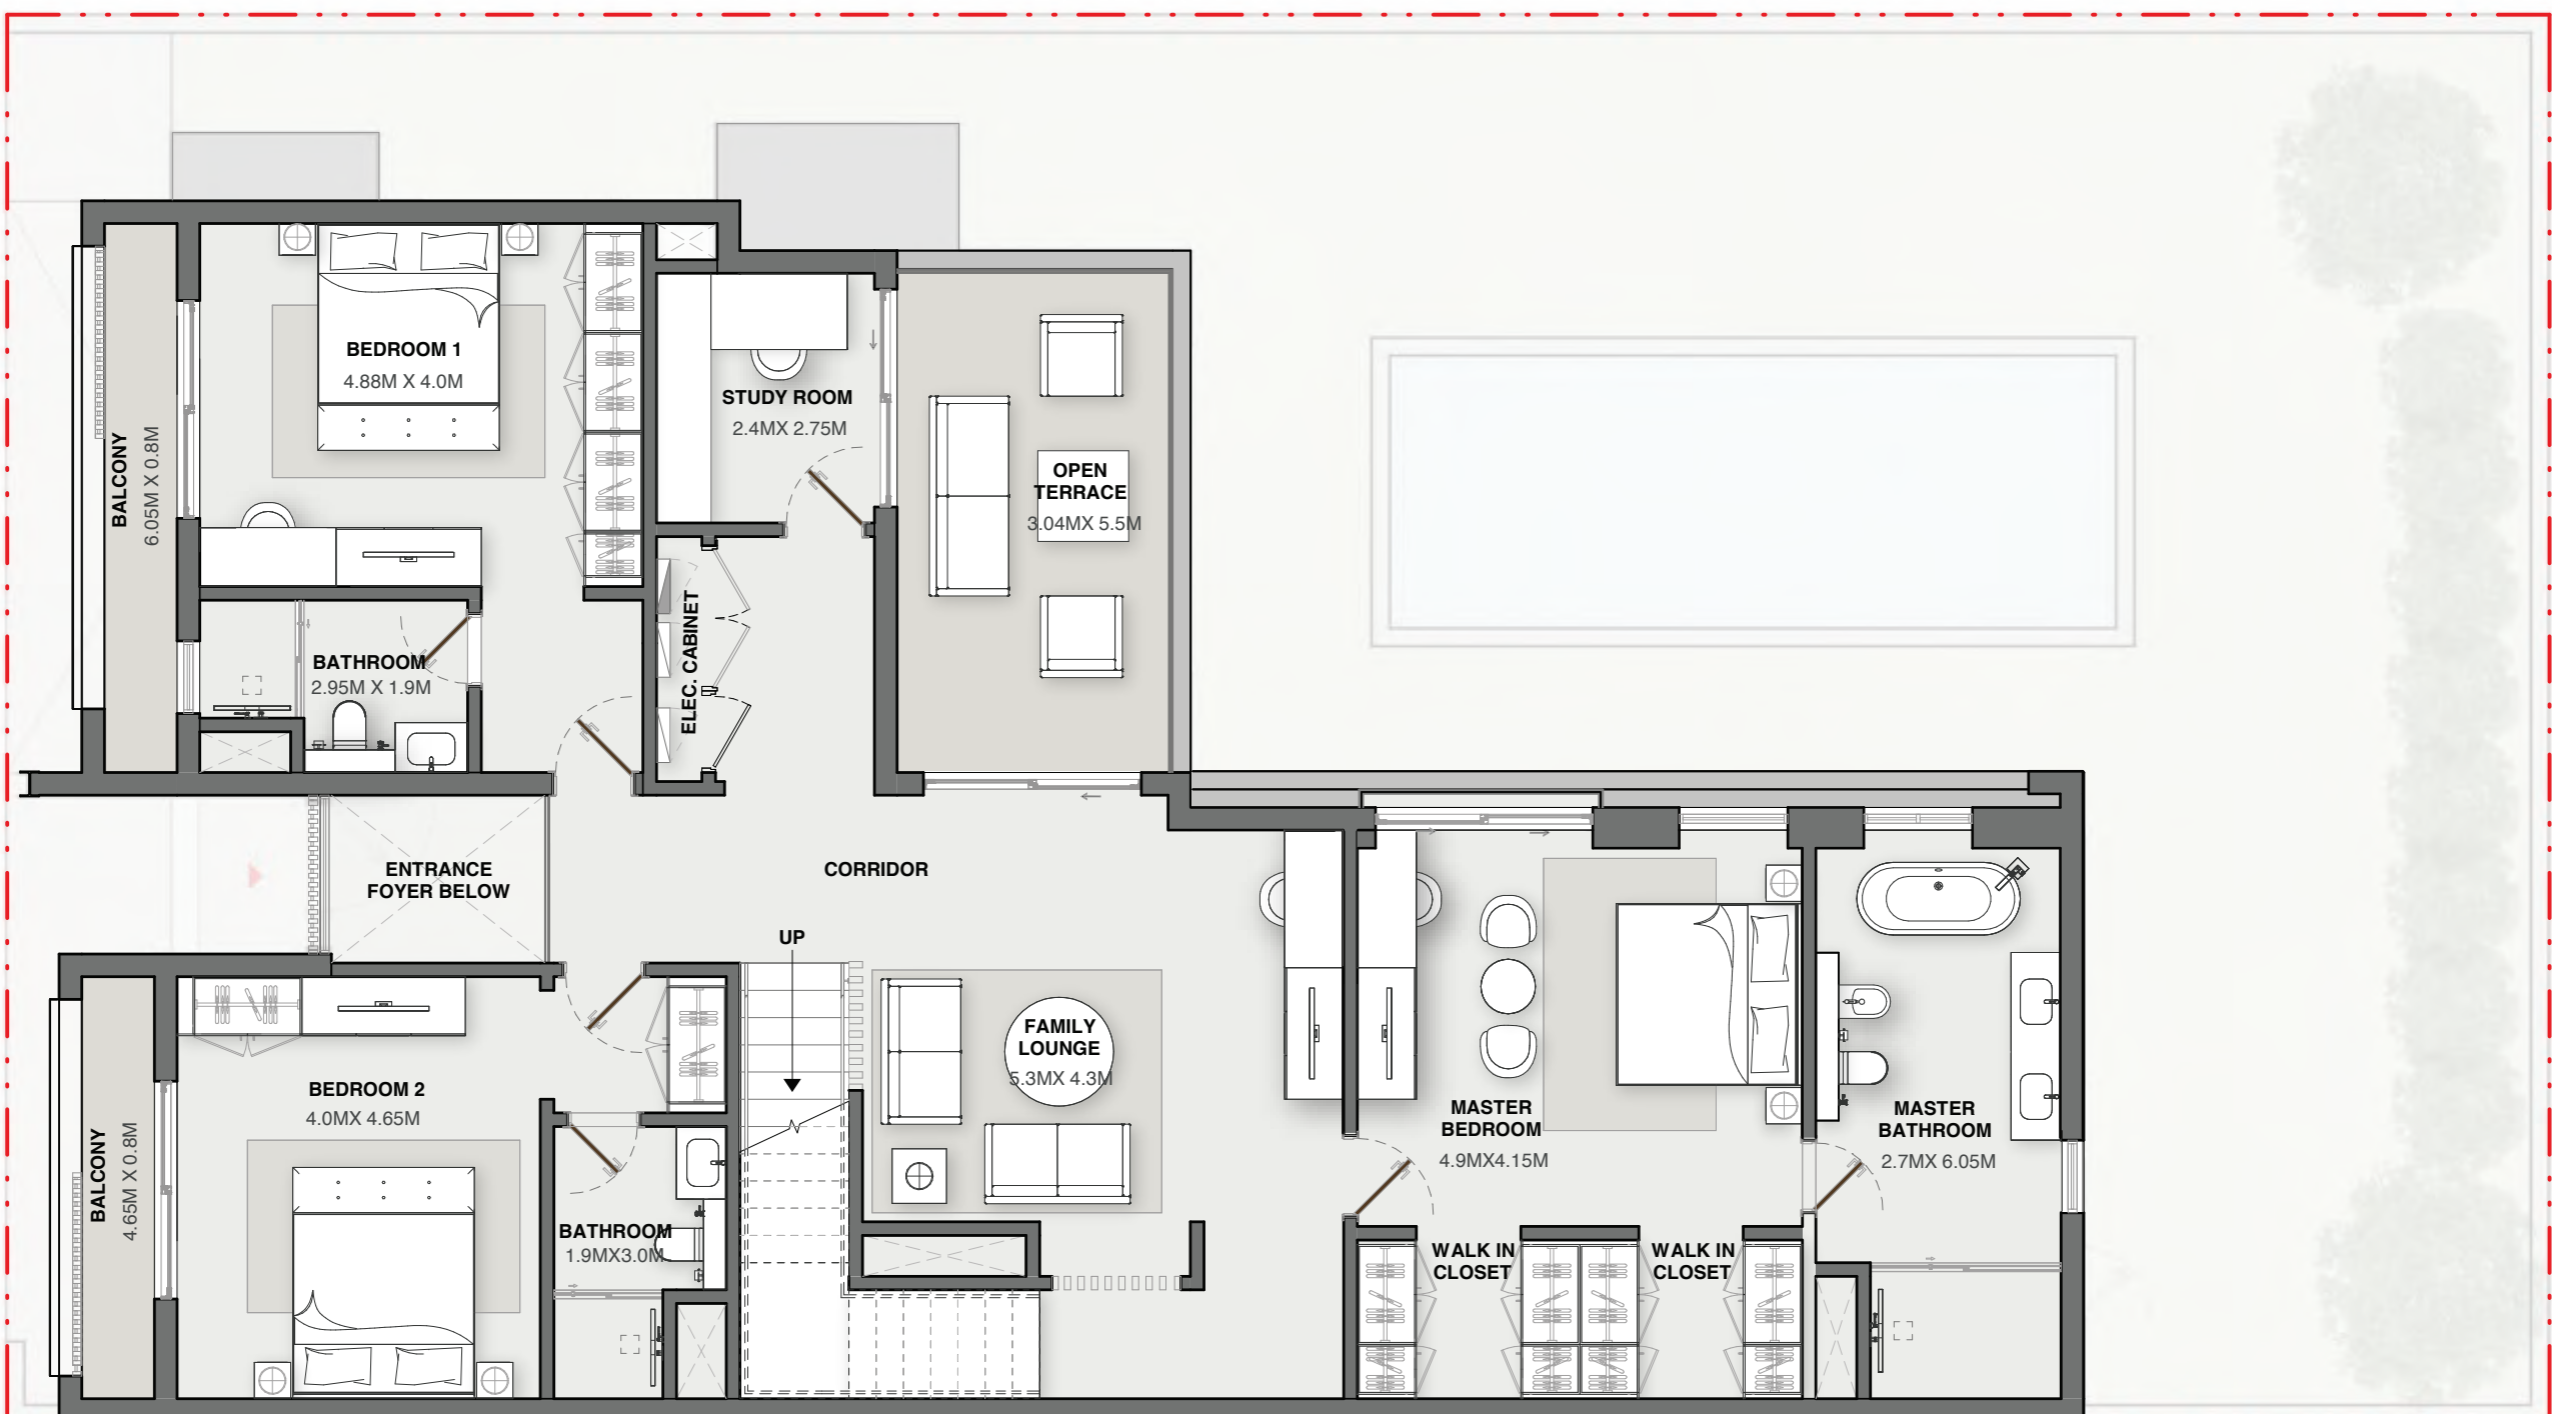 BEDROOM 1
4.88M X 4.0M
BALCONY
6.05M X 0.8M
STUDY ROOM
2.4MX 2.75M
OPEN
TERRACE
3.04MX 5.5M
BATHROOM
2.95M X 1.9M
ELEC. CABINET
ENTRANCE
FOYER BELOW
CORRIDOR
UP
FAMILY
LOUNGE
5.3MX 4.3M
BEDROOM 2
4.0MX 4.65M
BALCONY
4.65M X 0.8M
BATHROOM
1.9MX3.0M
MASTER
BEDROOM
4.9MX4.15M
MASTER
BATHROOM
2.7MX 6.05M
WALK IN
CLOSET
WALK IN
CLOSET